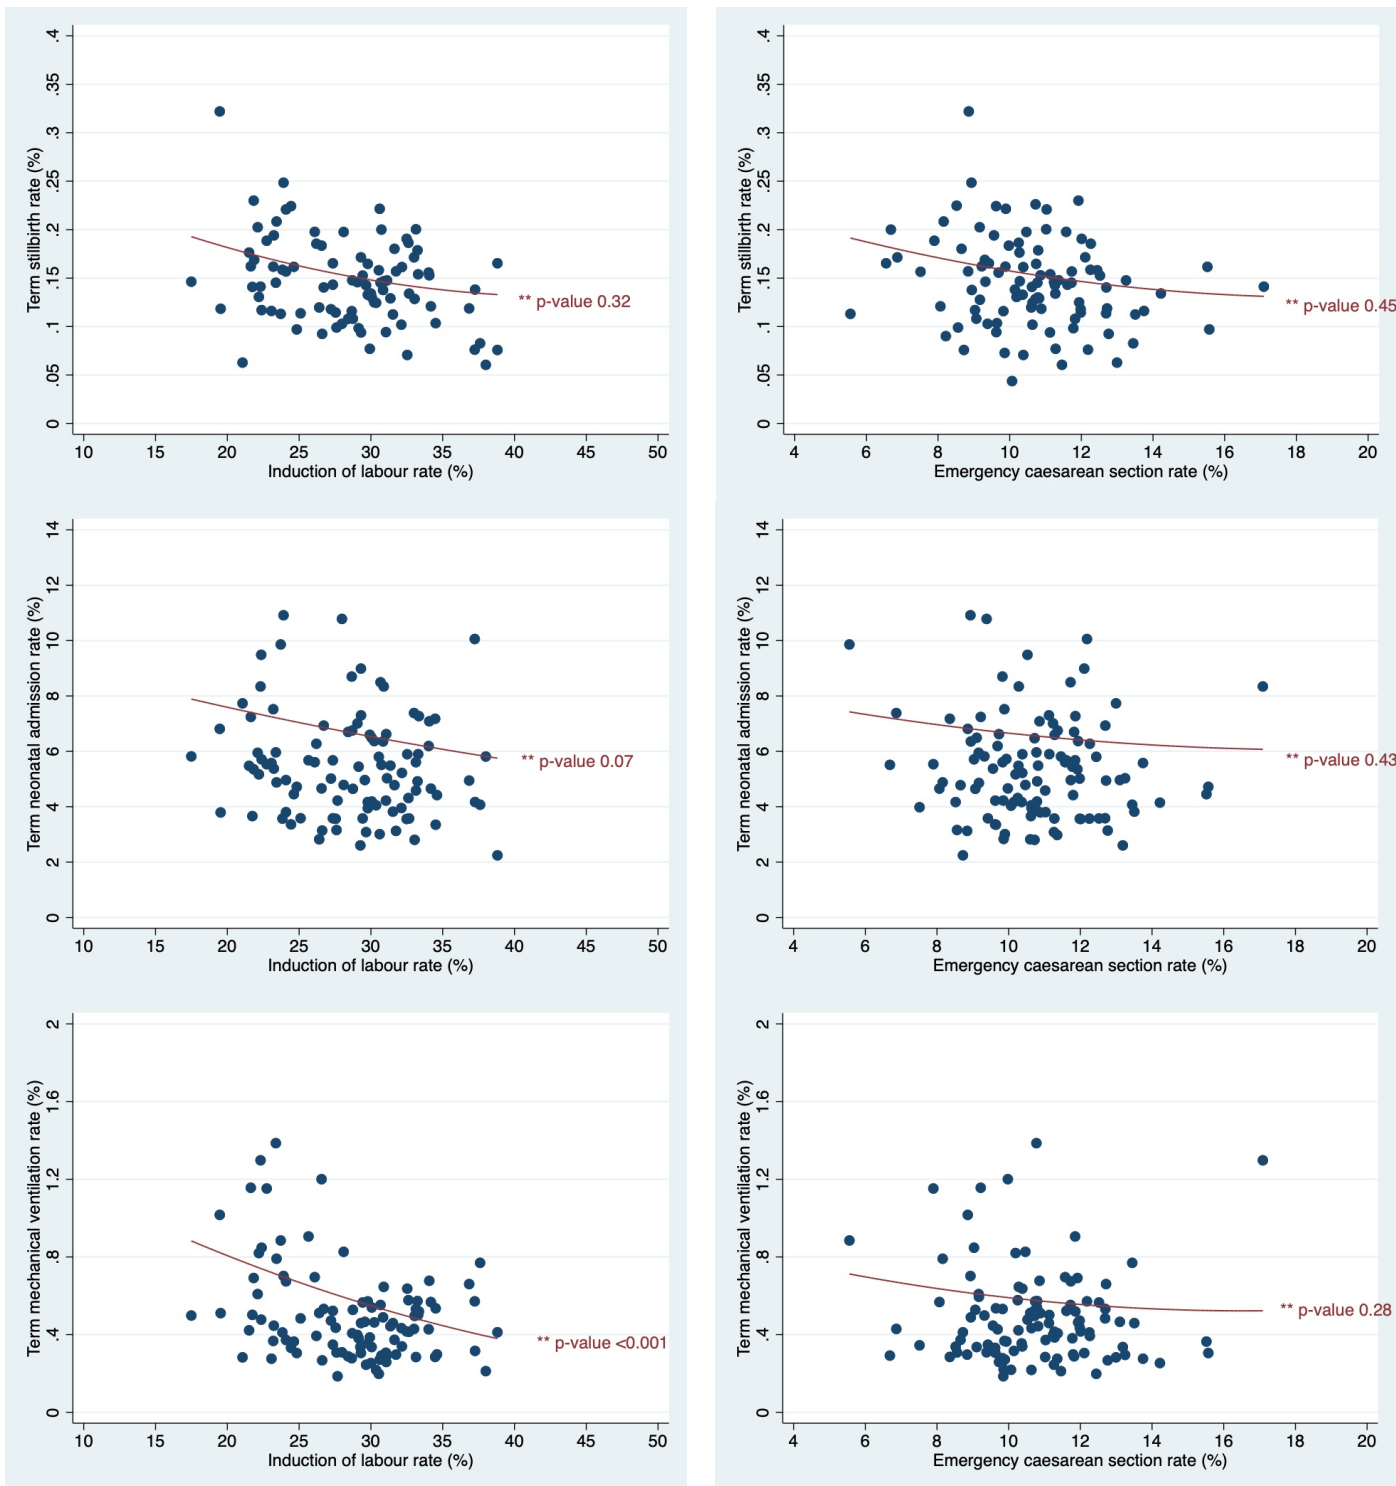 Term stillbirth rate (%)
.4
.35
.3
.25
.2
.15
.1
.05
0
** p-value 0.32
10 15 20 25 30 35 40 45 50
Induction of labour rate (%)
Term stillbirth rate (%)
.4
.35
.3
.25
.2
.15
.1
.05
0
** p-value 0.45
4 6 8 10 12 14 16 18 20
Emergency caesarean section rate (%)
Term neonatal admission rate (%)
14
12
10
8
6
4
2
0
** p-value 0.07
10 15 20 25 30 35 40 45 50
Induction of labour rate (%)
Term neonatal admission rate (%)
14
12
10
8
6
4
2
0
** p-value 0.43
4 6 8 10 12 14 16 18 20
Emergency caesarean section rate (%)
Term mechanical ventilation rate (%)
2
1.6
1.2
.8
.4
0
** p-value <0.001
10 15 20 25 30 35 40 45 50
Induction of labour rate (%)
Term mechanical ventilation rate (%)
2
1.6
1.2
.8
.4
0
** p-value 0.28
4 6 8 10 12 14 16 18 20
Emergency caesarean section rate (%)